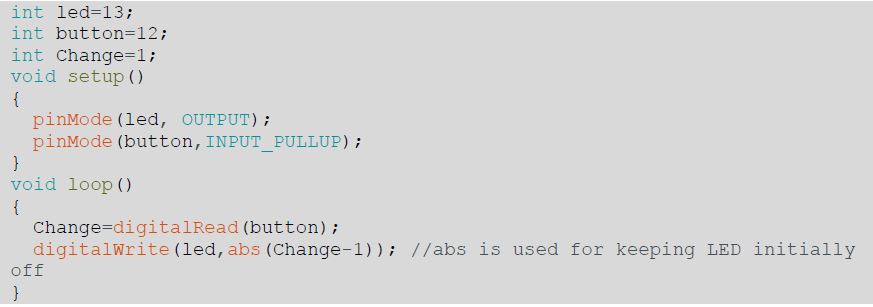 int led=13;
int button=12;
int Change=1;
void setup()
{
  pinMode(led, OUTPUT);
  pinMode(button,INPUT_PULLUP);
}
void loop()
{
  Change=digitalRead(button);
  digitalWrite(led,abs(Change-1)); //abs is used for keeping LED initially
off
}